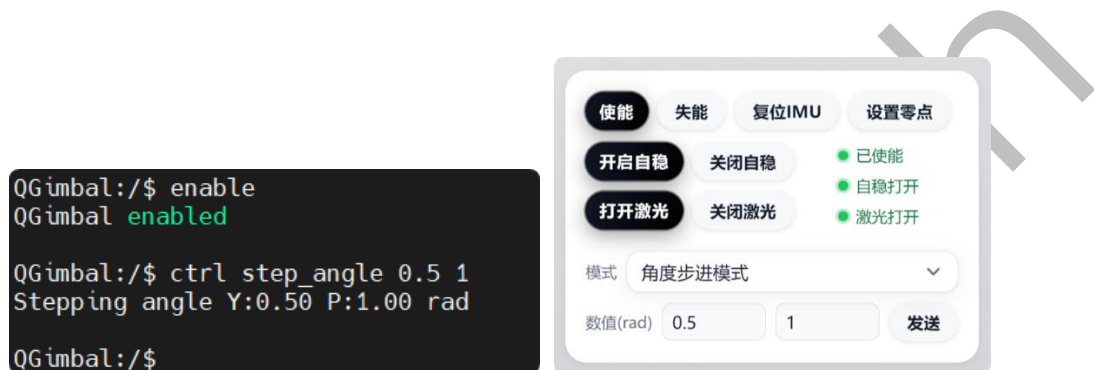 QGimbal:/$ enable
QGimbal enabled
QGimbal:/$ ctrl step_angle 0.5 1
Stepping angle Y:0.50 P:1.00 rad
QGimbal:/$
使能 失能 复位IMU 设置零点
开启自稳 关闭自稳 已使能
自稳打开
打开激光 关闭激光 激光打开
模式 角度步进模式
数值(rad) 0.5 1 发送